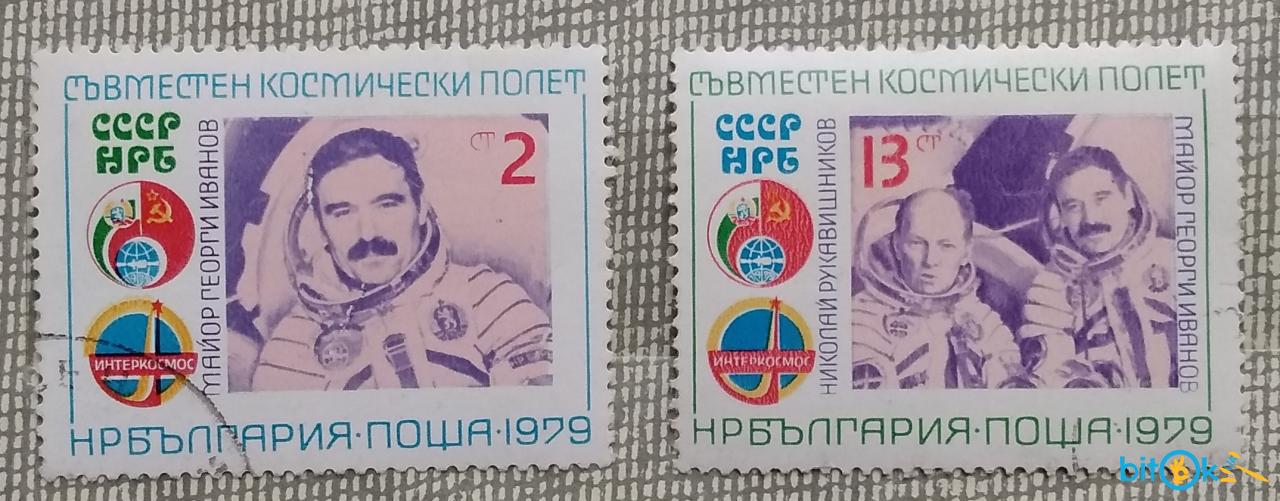 СЪВМЕСТЕН КОСМИЧЕСКИ ПОЛЕТ
СССР
НРБ
МАЙОР ГЕОРГИ ИВАНОВ
СТ 2
ИНТЕРКОСМОС
НРБЪЛГАРИЯ·ПОЩА·1979
СЪВМЕСТЕН КОСМИЧЕСКИ ПОЛЕТ
СССР
НРБ
НИКОЛАЙ РУКАВИШНИКОВ
13 СТ
МАЙОР ГЕОРГИ ИВАНОВ
ИНТЕРКОСМОС
НРБЪЛГАРИЯ·ПОЩА·1979